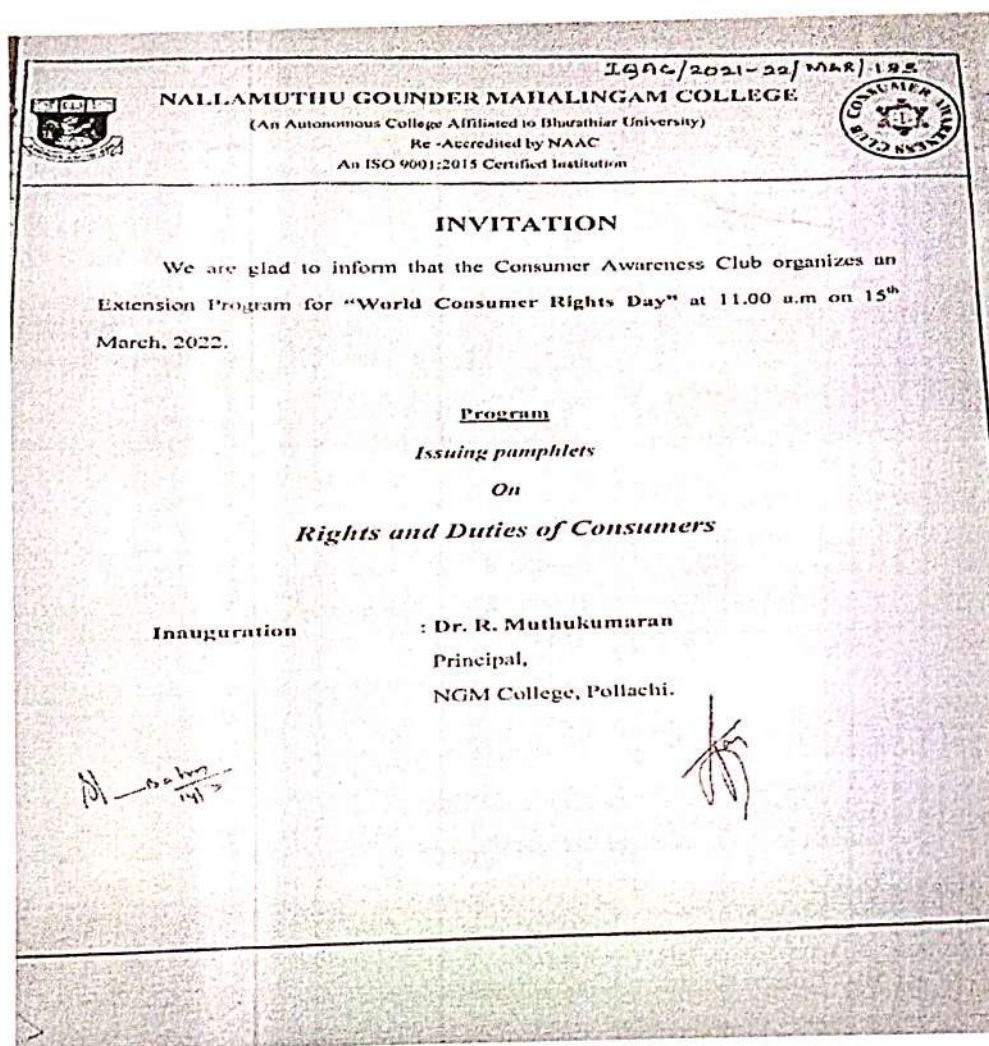 IQAC/2021-22/MAR/185
NALLAMUTHU GOUNDER MAHALINGAM COLLEGE
(An Autonomous College Affiliated to Bharathiar University)
Re -Accredited by NAAC
An ISO 9001:2015 Certified Institution
CONSUMER AWARENESS CLUB
INVITATION
We are glad to inform that the Consumer Awareness Club organizes an
Extension Program for “World Consumer Rights Day” at 11.00 a.m on 15th
March, 2022.
Program
Issuing pamphlets
On
Rights and Duties of Consumers
Inauguration : Dr. R. Muthukumaran
Principal,
NGM College, Pollachi.